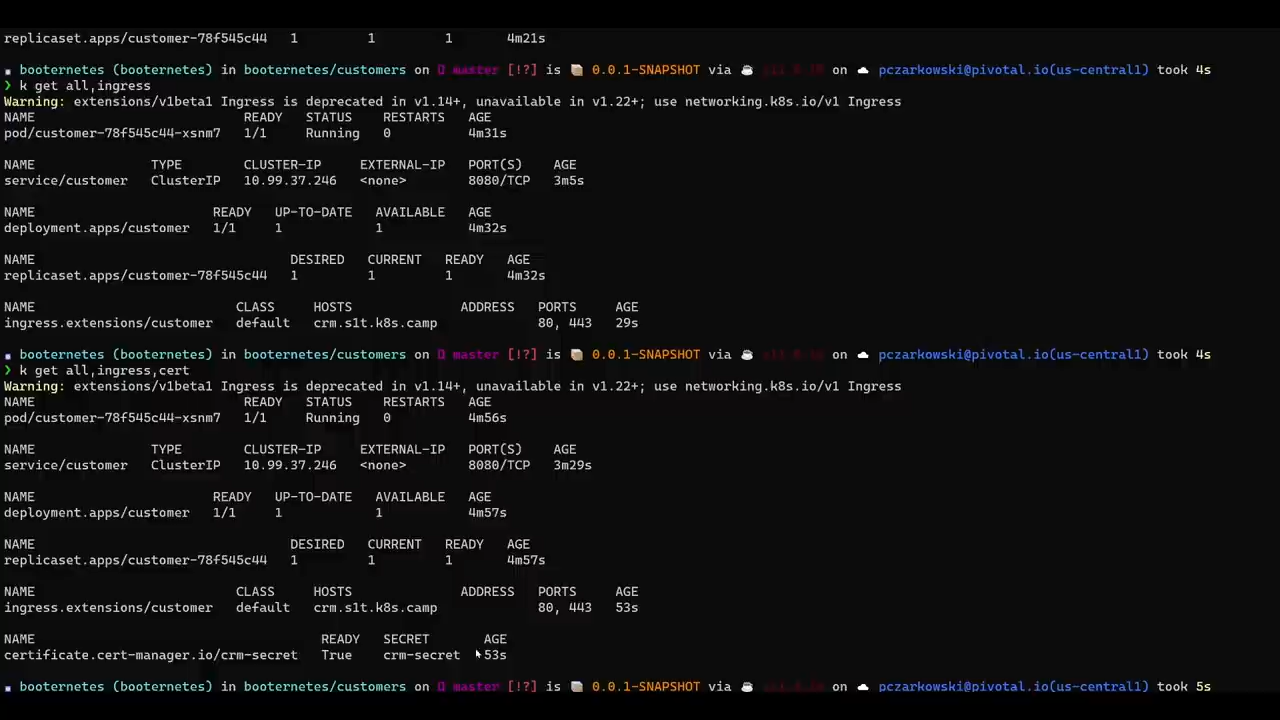 replicaset.apps/customer-78f545c44   1         1         1       4m21s
booternetes (booternetes) in booternetes/customers on master [!?] is 0.0.1-SNAPSHOT via on pczarkowski@pivotal.io(us-central1) took 4s
❯ k get all,ingress
Warning: extensions/v1beta1 Ingress is deprecated in v1.14+, unavailable in v1.22+; use networking.k8s.io/v1 Ingress
NAME                           READY   STATUS    RESTARTS   AGE
pod/customer-78f545c44-xsnm7   1/1     Running   0          4m31s
NAME               TYPE        CLUSTER-IP     EXTERNAL-IP   PORT(S)    AGE
service/customer   ClusterIP   10.99.37.246   <none>        8080/TCP   3m5s
NAME                       READY   UP-TO-DATE   AVAILABLE   AGE
deployment.apps/customer   1/1     1            1           4m32s
NAME                                 DESIRED   CURRENT   READY   AGE
replicaset.apps/customer-78f545c44   1         1         1       4m32s
NAME                          CLASS     HOSTS              ADDRESS   PORTS     AGE
ingress.extensions/customer   default   crm.s1t.k8s.camp             80, 443   29s
booternetes (booternetes) in booternetes/customers on master [!?] is 0.0.1-SNAPSHOT via on pczarkowski@pivotal.io(us-central1) took 4s
❯ k get all,ingress,cert
Warning: extensions/v1beta1 Ingress is deprecated in v1.14+, unavailable in v1.22+; use networking.k8s.io/v1 Ingress
NAME                           READY   STATUS    RESTARTS   AGE
pod/customer-78f545c44-xsnm7   1/1     Running   0          4m56s
NAME               TYPE        CLUSTER-IP     EXTERNAL-IP   PORT(S)    AGE
service/customer   ClusterIP   10.99.37.246   <none>        8080/TCP   3m29s
NAME                       READY   UP-TO-DATE   AVAILABLE   AGE
deployment.apps/customer   1/1     1            1           4m57s
NAME                                 DESIRED   CURRENT   READY   AGE
replicaset.apps/customer-78f545c44   1         1         1       4m57s
NAME                          CLASS     HOSTS              ADDRESS   PORTS     AGE
ingress.extensions/customer   default   crm.s1t.k8s.camp             80, 443   53s
NAME                                     READY   SECRET       AGE
certificate.cert-manager.io/crm-secret   True    crm-secret   53s
booternetes (booternetes) in booternetes/customers on master [!?] is 0.0.1-SNAPSHOT via on pczarkowski@pivotal.io(us-central1) took 5s